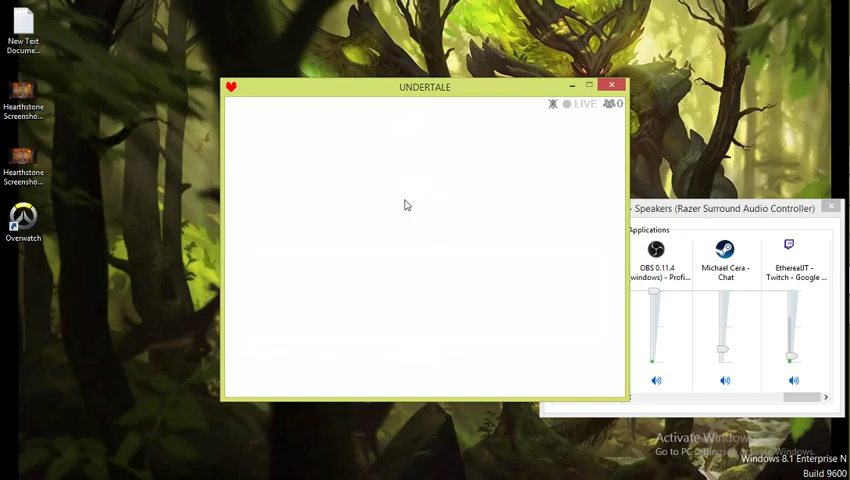 New Text
Docume...
Hearthstone
Screensho...
Hearthstone
Screensho...
Overwatch
UNDERTALE
LIVE
0
- Speakers (Razer Surround Audio Controller)
Applications
OBS 0.11.4
(windows) - Profi...
Michael Cera -
Chat
EtherealJT -
Twitch - Google ...
Activate Windows
Go to PC settings to activate Windows.
Windows 8.1 Enterprise N
Build 9600